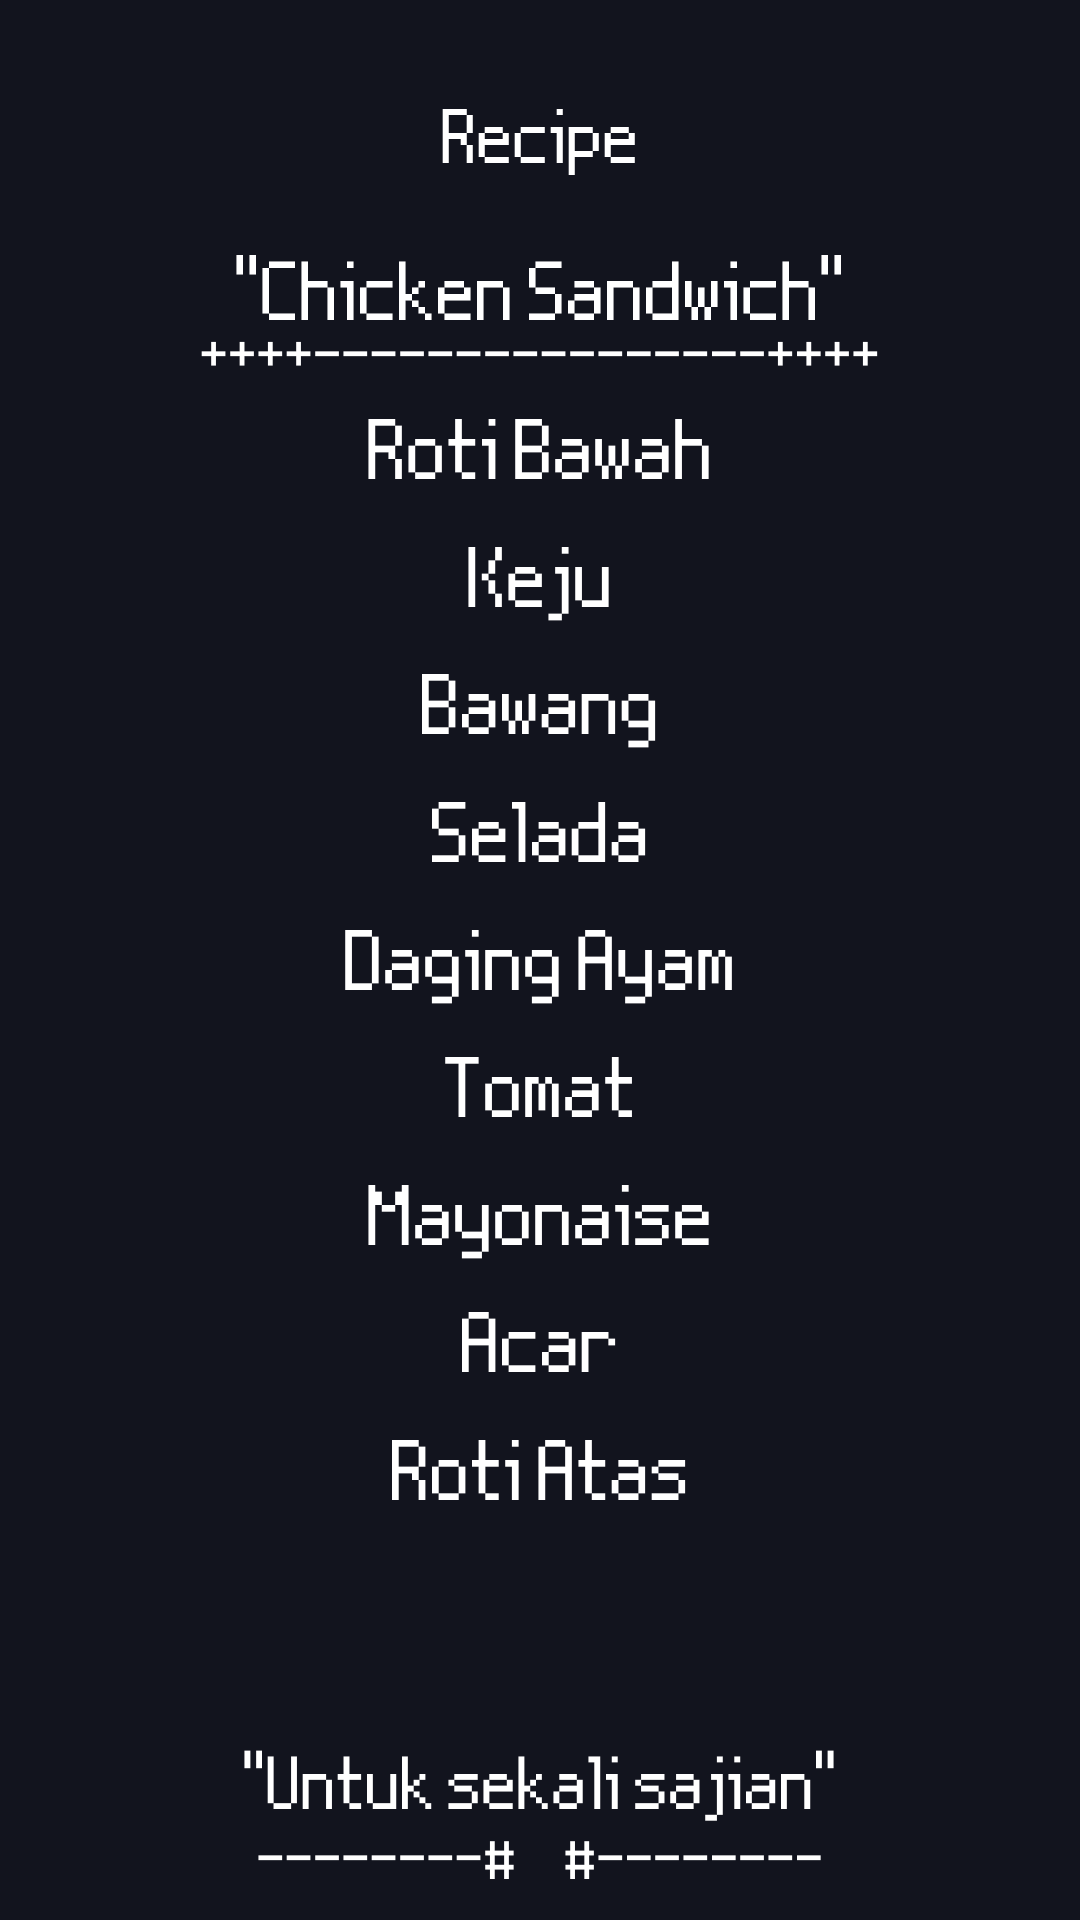 Recipe
"Chicken Sandwich"
++++----------------++++
Roti Bawah
Keju
Bawang
Selada
Daging Ayam
Tomat
Mayonaise
Acar
Roti Atas
"Untuk sekali sajian"
--------#  #--------